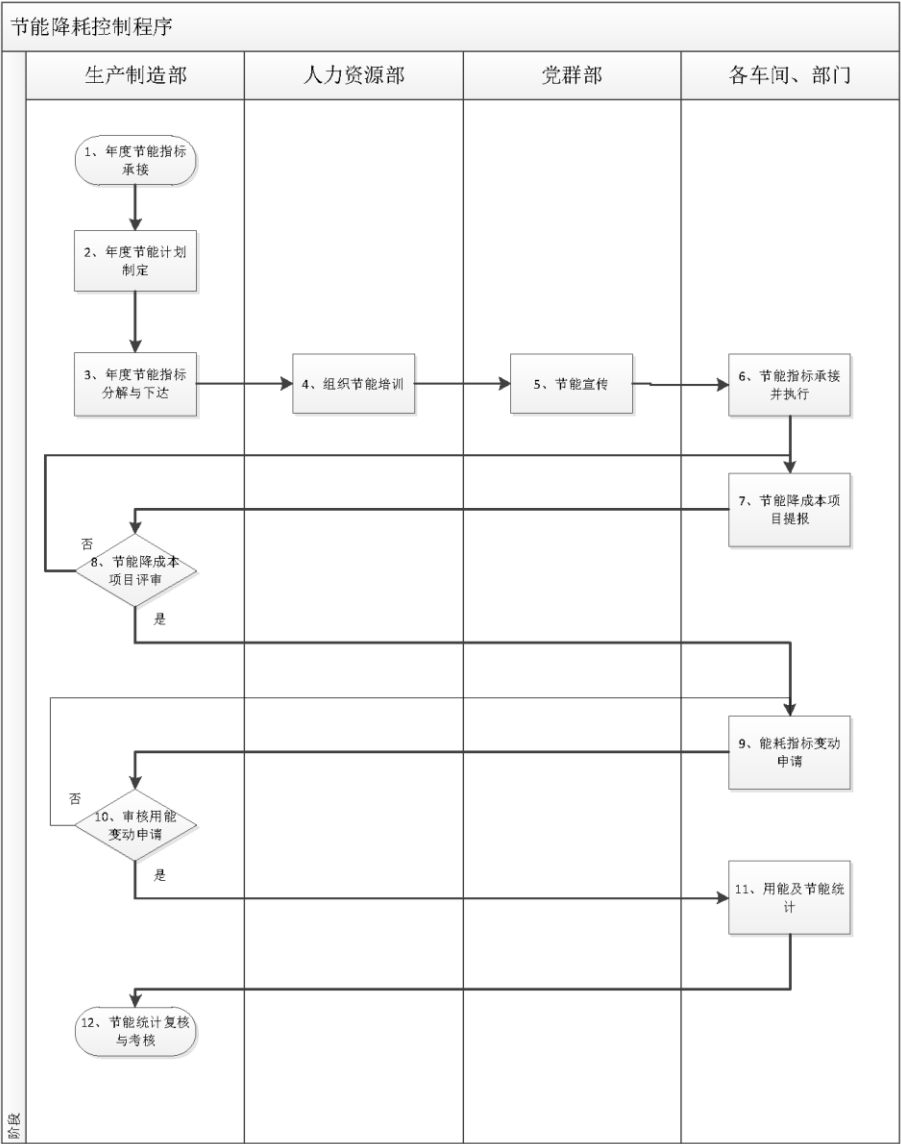 节能降耗控制程序
生产制造部
人力资源部
党群部
各车间、部门
1、年度节能指标
承接
2、年度节能计划
制定
3、年度节能指标
分解与下达
4、组织节能培训
5、节能宣传
6、节能指标承接
并执行
7、节能降成本项
目提报
否
8、节能降成本
项目评审
是
9、能耗指标变动
申请
否
10、审核用能
变动申请
是
11、用能及节能统
计
12、节能统计复核
与考核
阶段